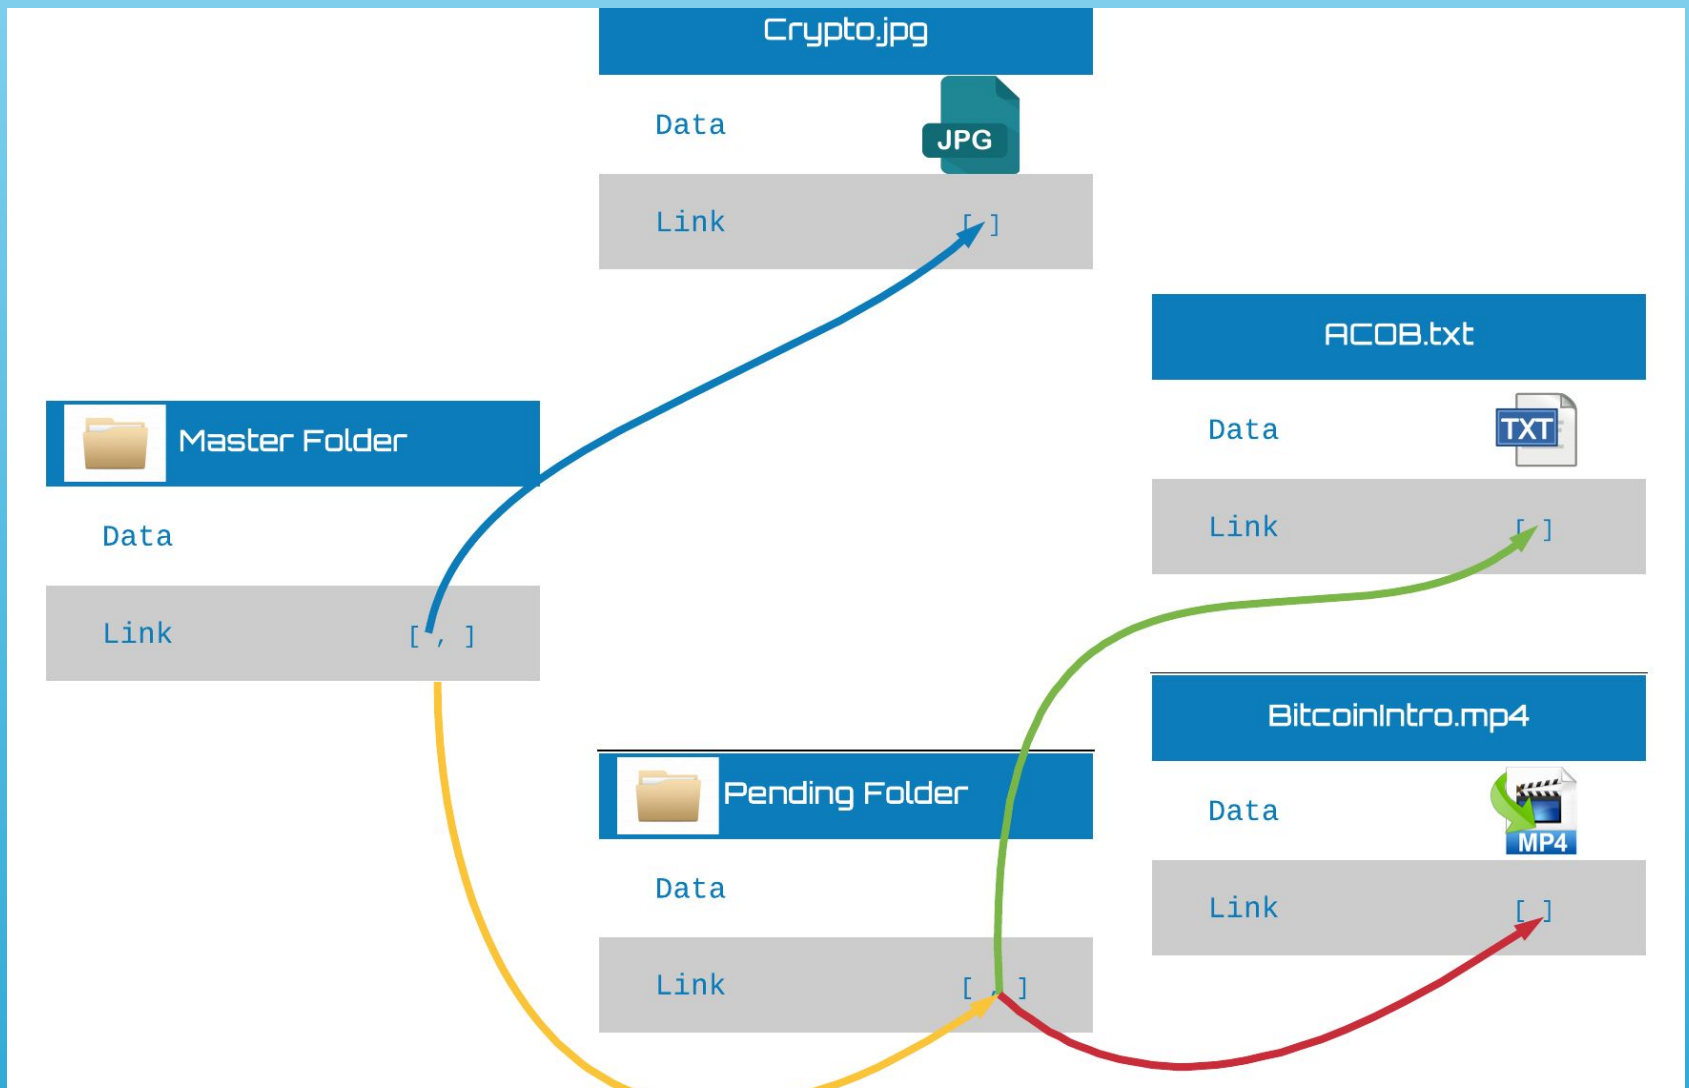 Crypto.jpg
Data
JPG
Link [ ]
ACOB.txt
Data
TXT
Link [ ]
Master Folder
Data
Link [ , ]
BitcoinIntro.mp4
Data
MP4
Link [ ]
Pending Folder
Data
Link [ , ]